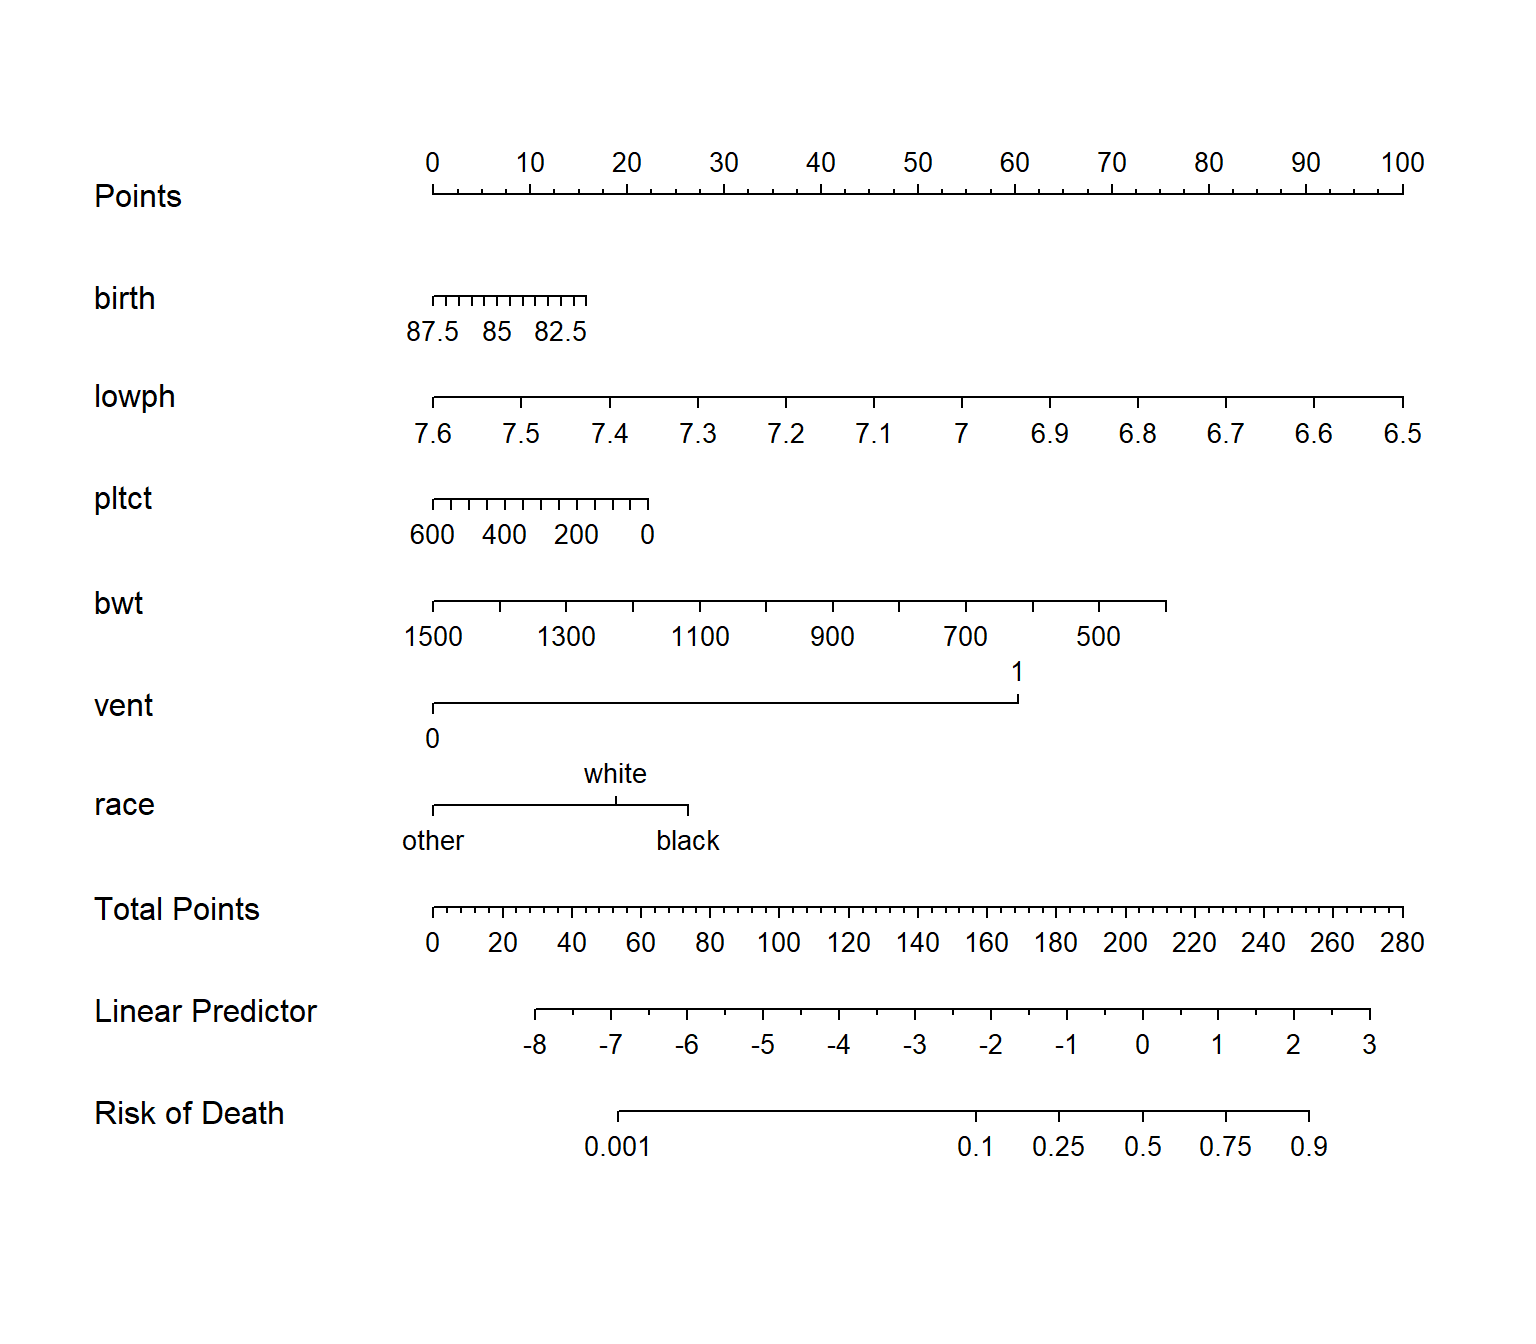 0 10 20 30 40 50 60 70 80 90 100
Points
birth
87.5 85 82.5
lowph
7.6 7.5 7.4 7.3 7.2 7.1 7 6.9 6.8 6.7 6.6 6.5
pltct
600 400 200 0
bwt
1500 1300 1100 900 700 500
1
vent
0
white
race
other black
Total Points
0 20 40 60 80 100 120 140 160 180 200 220 240 260 280
Linear Predictor
-8 -7 -6 -5 -4 -3 -2 -1 0 1 2 3
Risk of Death
0.001 0.1 0.25 0.5 0.75 0.9